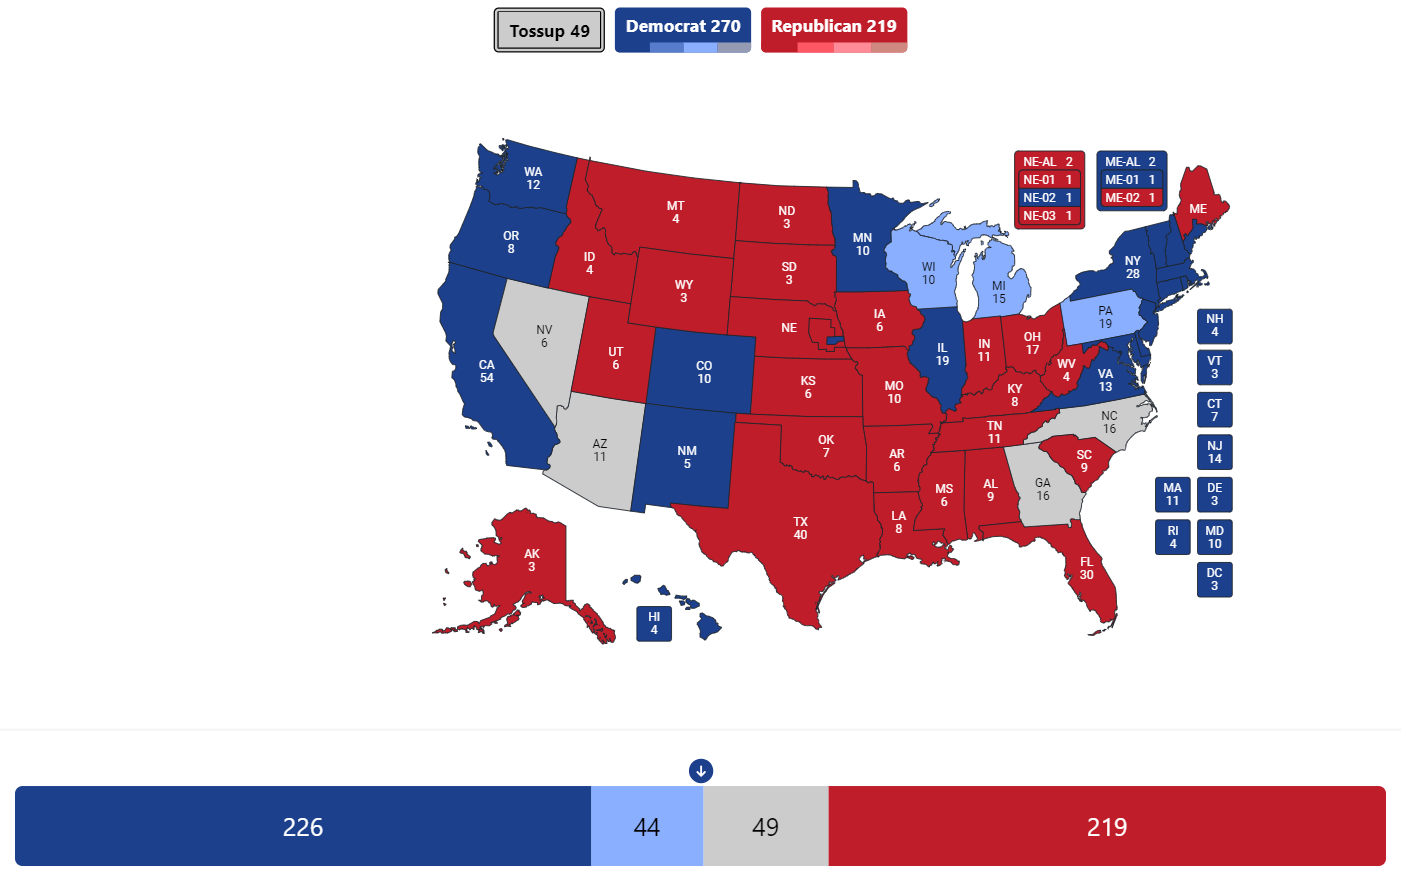 Tossup 49
Democrat 270
Republican 219
WA
12
OR
8
CA
54
NV
6
ID
4
MT
4
WY
3
UT
6
AZ
11
CO
10
NM
5
ND
3
SD
3
NE
KS
6
OK
7
TX
40
MN
10
IA
6
MO
10
AR
6
LA
8
WI
10
IL
19
MI
15
IN
11
OH
17
KY
8
TN
11
MS
6
AL
9
GA
16
FL
30
SC
9
NC
16
VA
13
WV
4
PA
19
NY
28
ME
AK
3
HI
4
NE-AL 2
NE-01 1
NE-02 1
NE-03 1
ME-AL 2
ME-01 1
ME-02 1
NH
4
VT
3
CT
7
NJ
14
MA
11
DE
3
RI
4
MD
10
DC
3
226
44
49
219